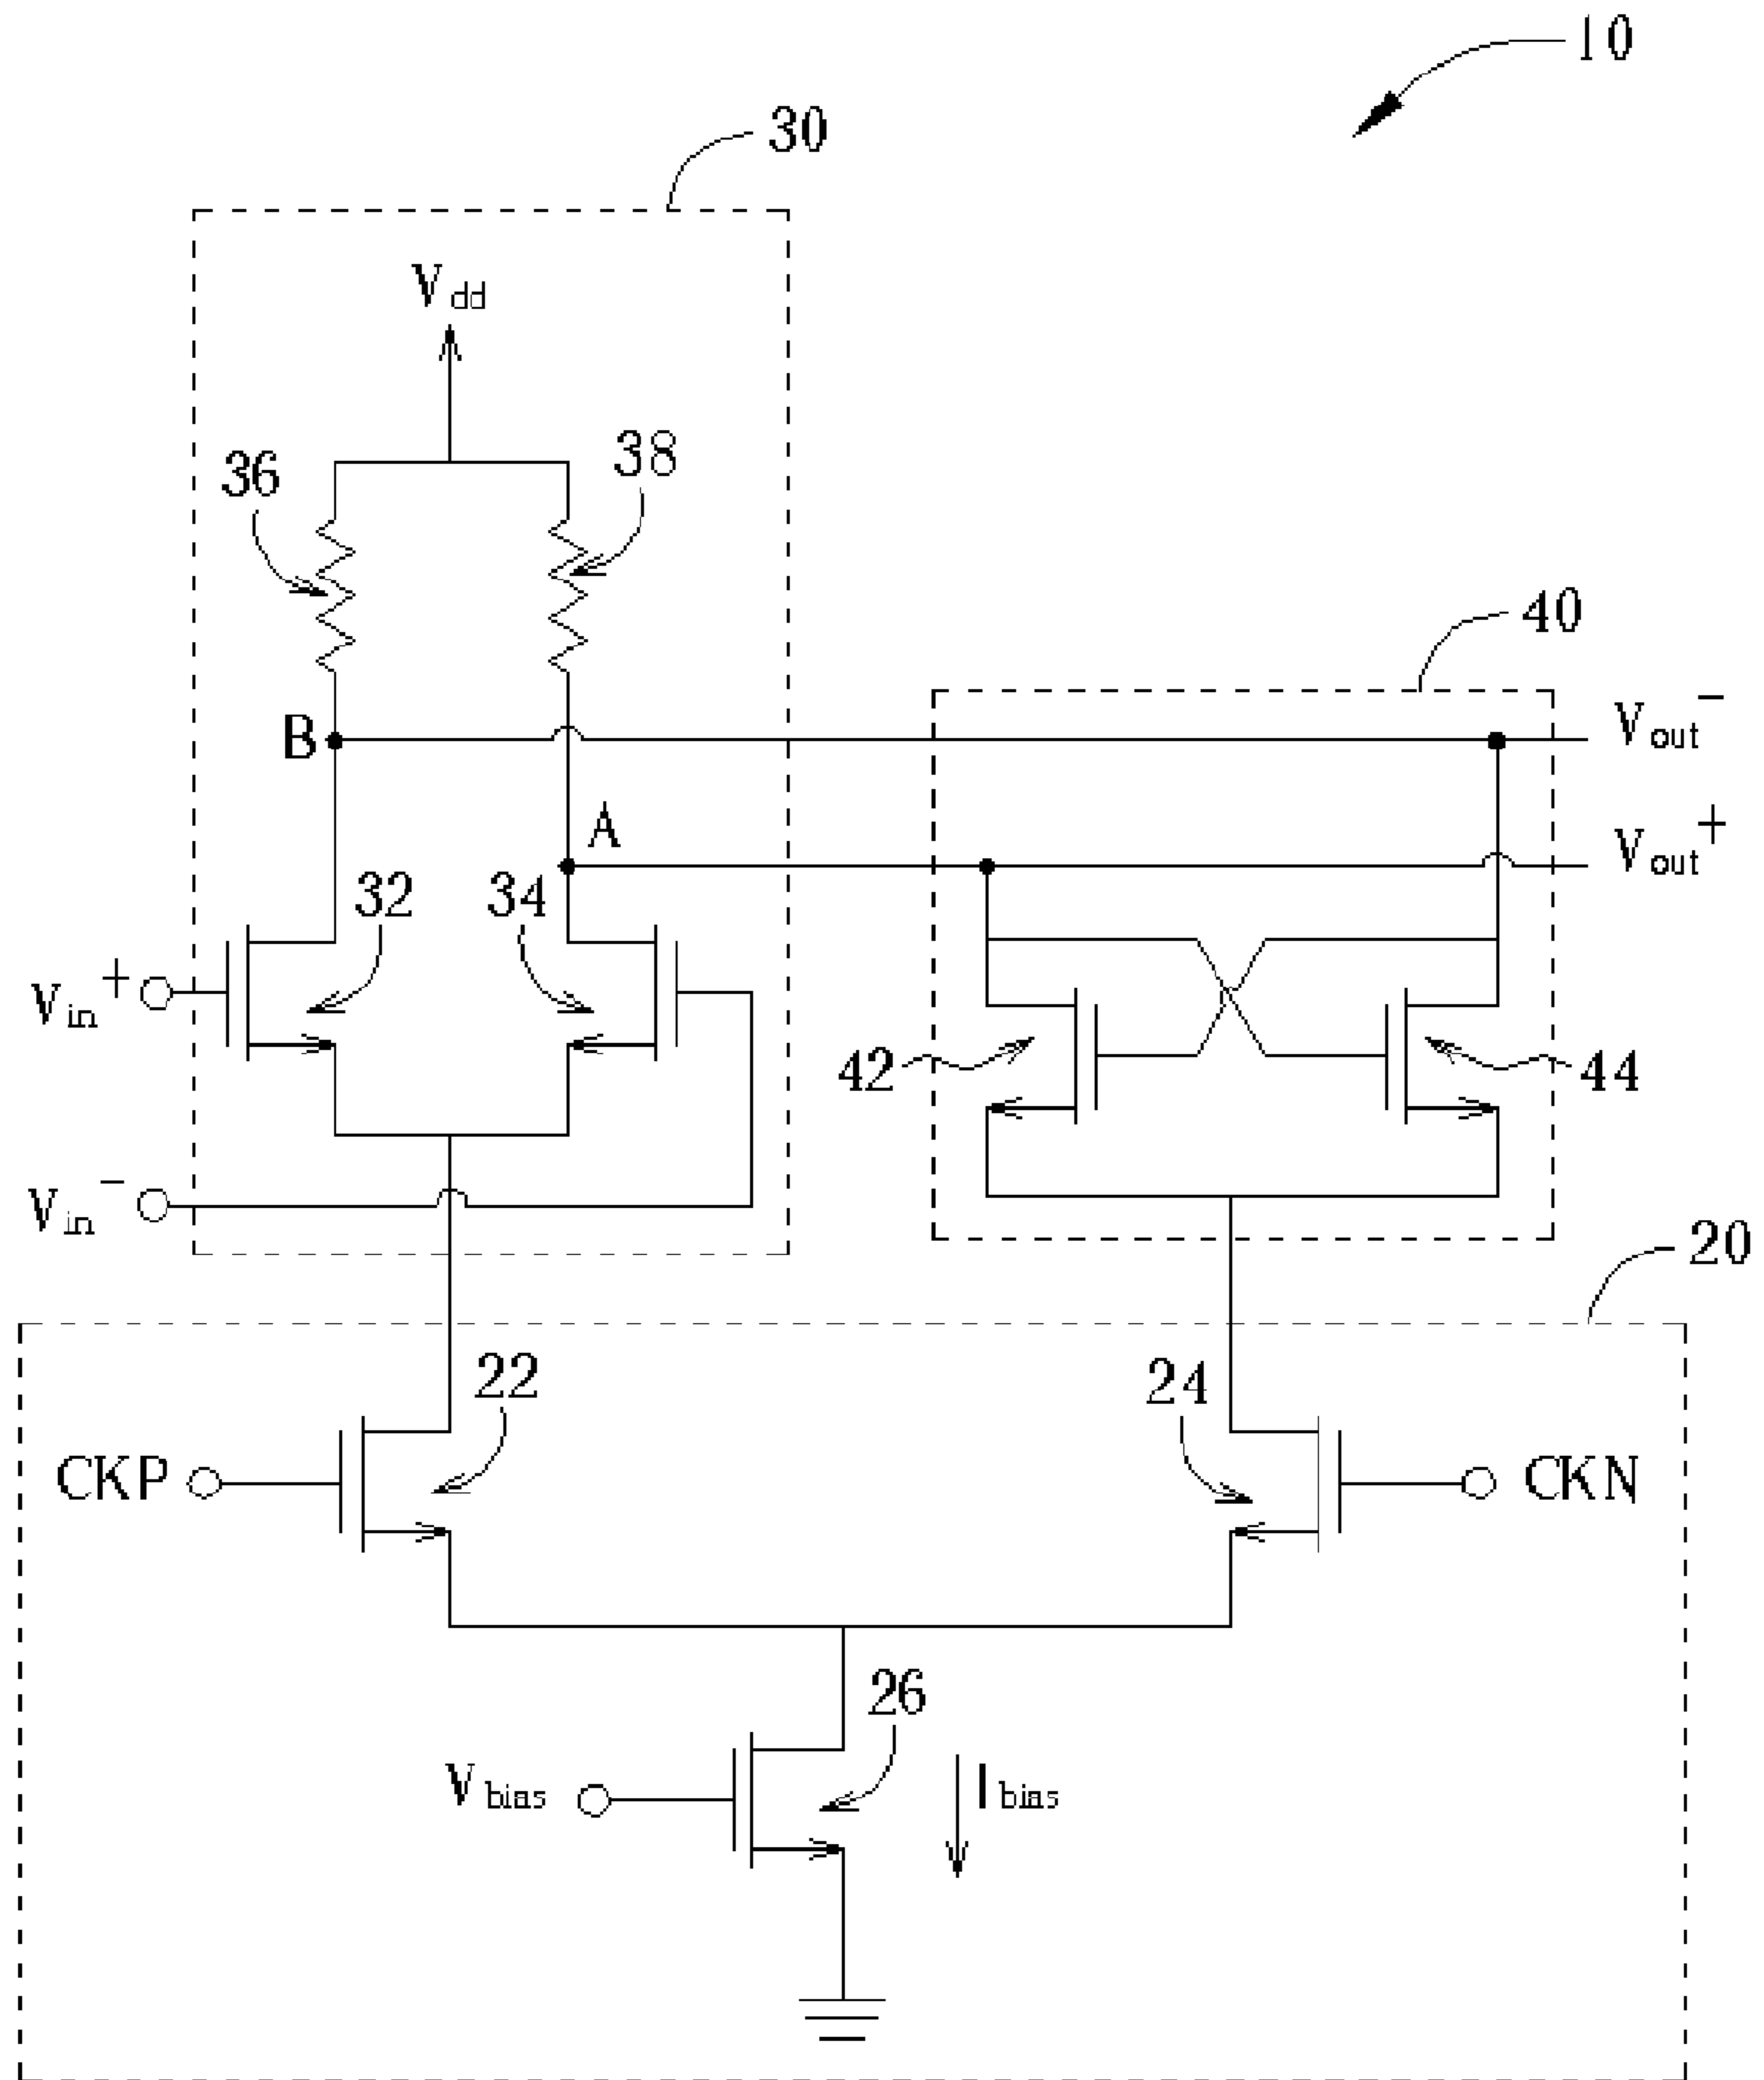 10
30
Vdd
36
38
40
B
Vout-
A
Vout+
32
34
Vin+
42
44
Vin-
20
22
24
CKP
CKN
26
Vbias
Ibias